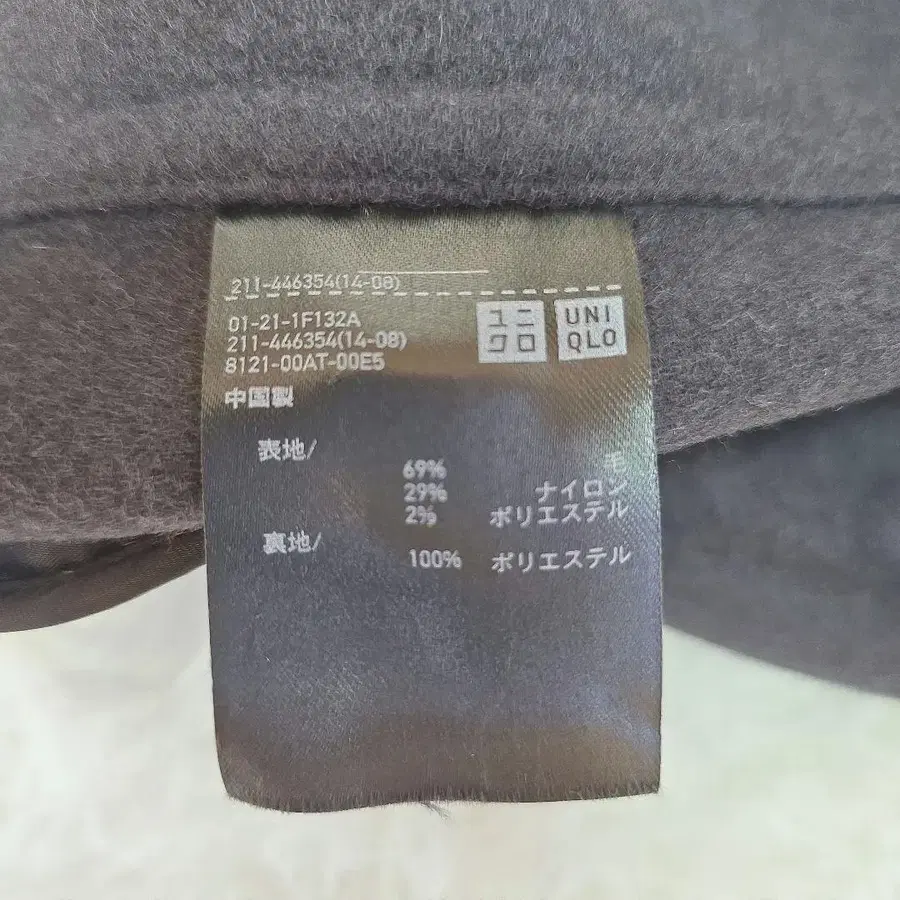 211-446354(14-08)
01-21-1F132A
211-446354(14-08)
8121-00AT-00E5
中国製
ユニ
クロ
UNI
QLO
表地/
69% 毛
29% ナイロン
2% ポリエステル
裏地/
100% ポリエステル